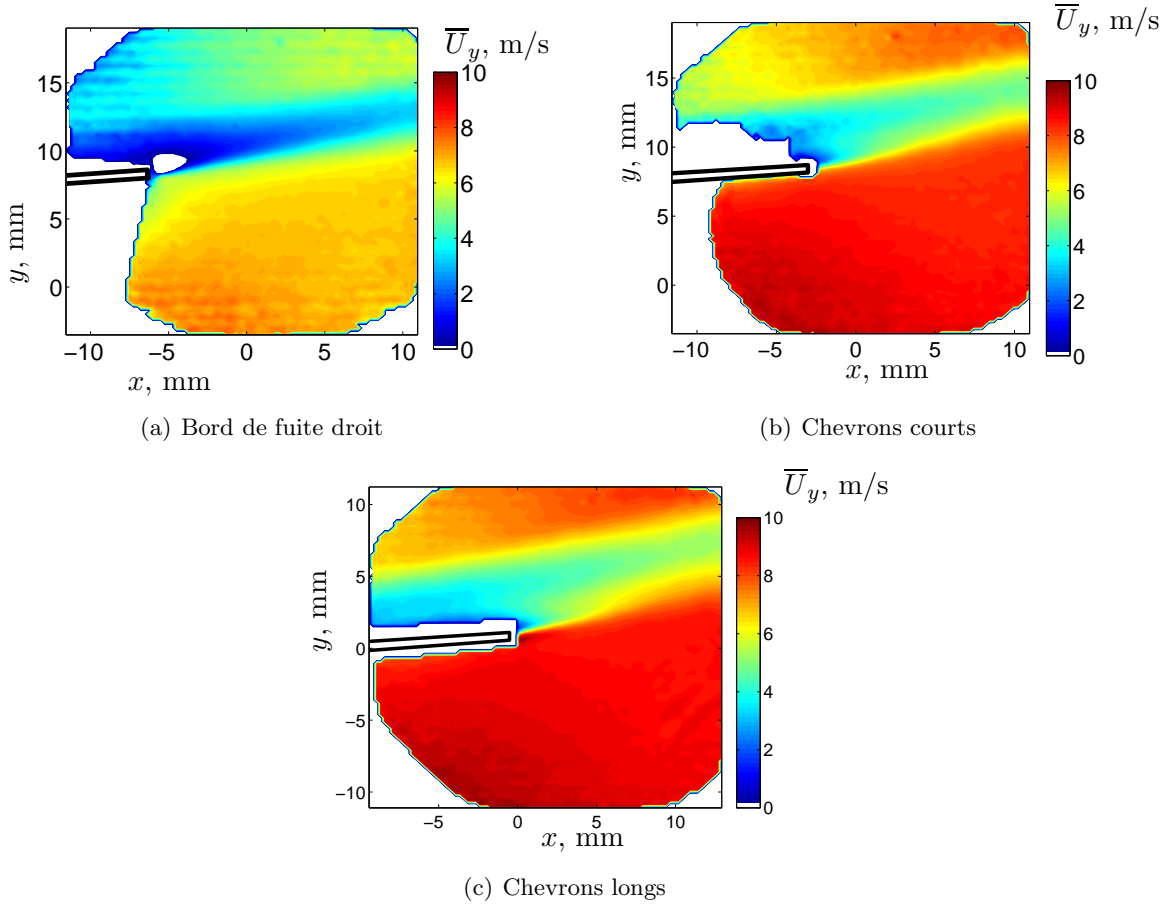 U̅y, m/s
15
10
5
0
y, mm
−10 −5 0 5 10
x, mm
10
8
6
4
2
0
(a) Bord de fuite droit
U̅y, m/s
15
10
5
0
y, mm
−10 −5 0 5 10
x, mm
10
8
6
4
2
0
(b) Chevrons courts
U̅y, m/s
10
5
0
−5
−10
y, mm
−5 0 5 10
x, mm
10
8
6
4
2
0
(c) Chevrons longs